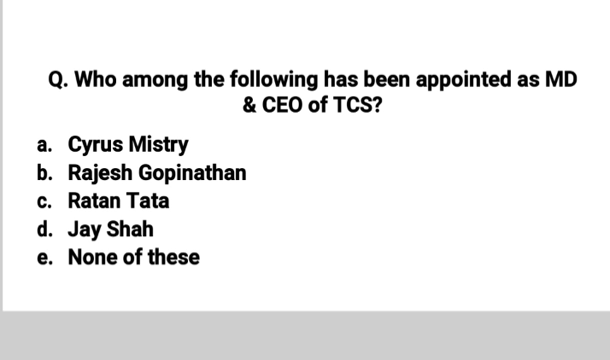 Q. Who among the following has been appointed as MD
& CEO of TCS?
a. Cyrus Mistry
b. Rajesh Gopinathan
c. Ratan Tata
d. Jay Shah
e. None of these